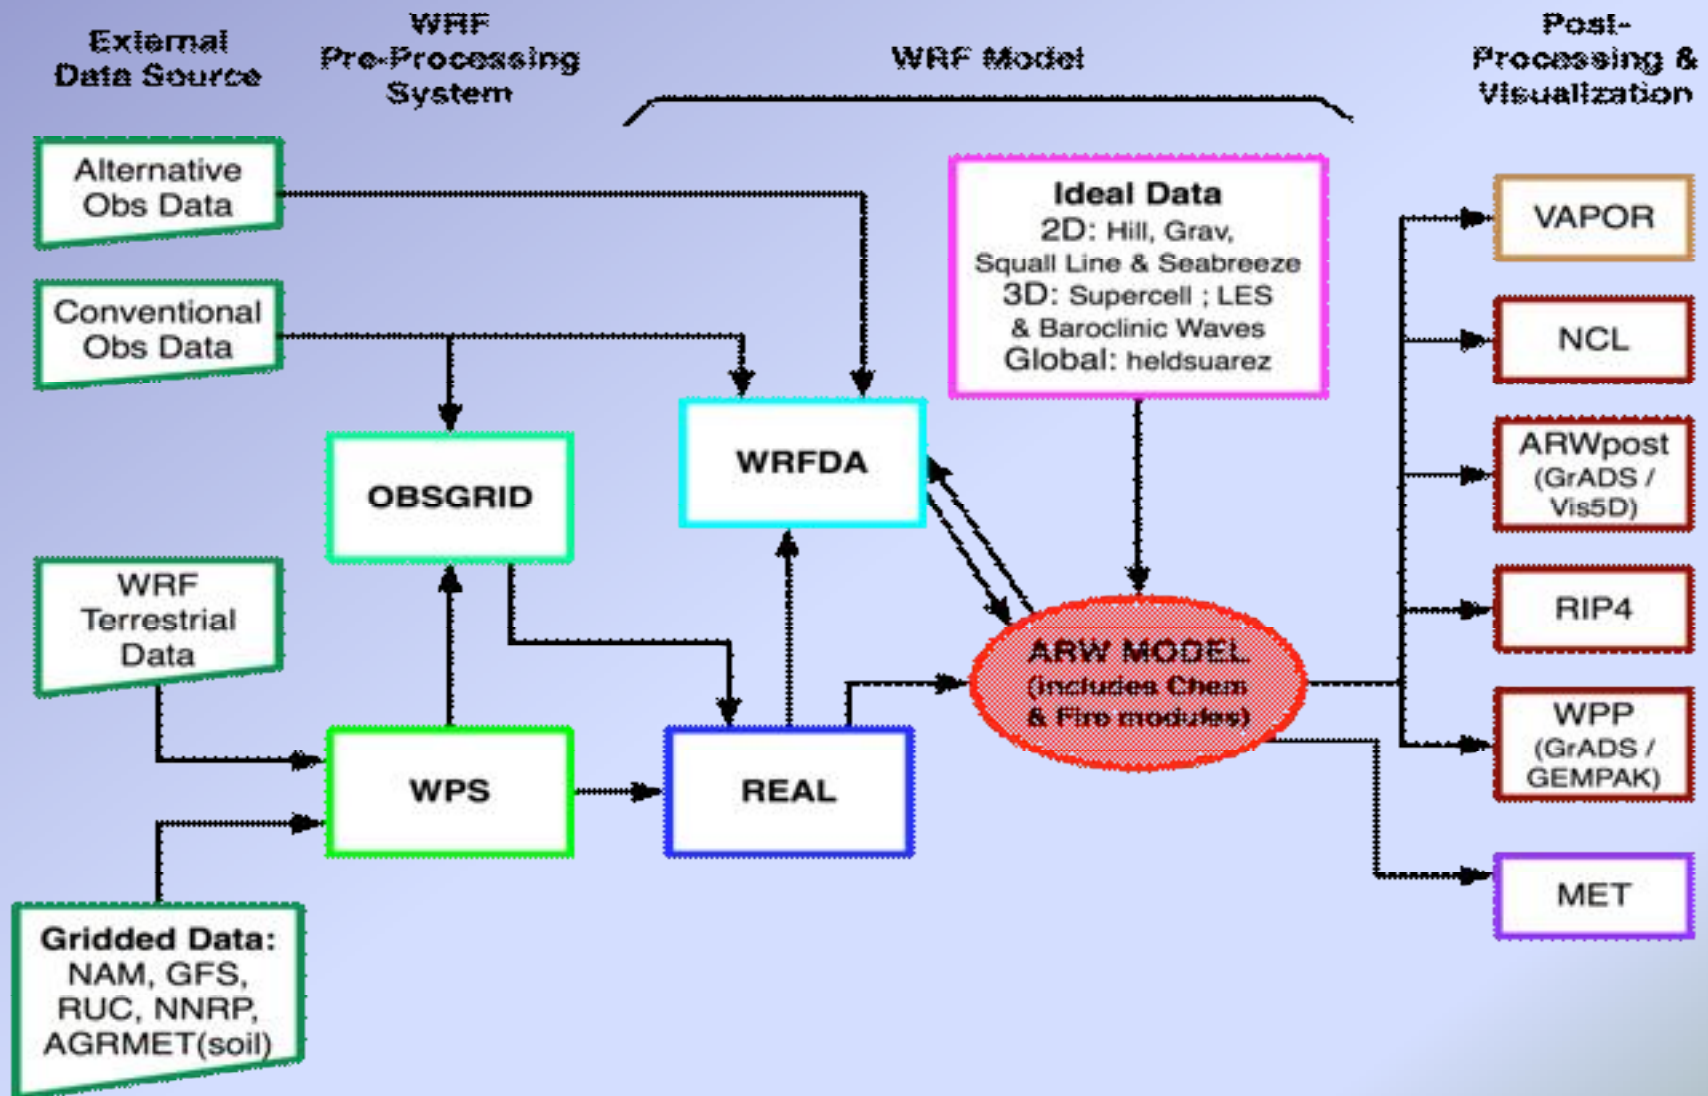 External
Data Source
WRF
Pre-Processing
System
WRF Model
Post-
Processing &
Visualization
Alternative
Obs Data
Conventional
Obs Data
WRF
Terrestrial
Data
Gridded Data:
NAM, GFS,
RUC, NNRP,
AGRMET(soil)
OBSGRID
WPS
WRFDA
REAL
Ideal Data
2D: Hill, Grav,
Squall Line & Seabreeze
3D: Supercell ; LES
& Baroclinic Waves
Global: heldsuarez
ARW MODEL
(includes Chem
& Fire modules)
VAPOR
NCL
ARWpost
(GrADS /
Vis5D)
RIP4
WPP
(GrADS /
GEMPAK)
MET